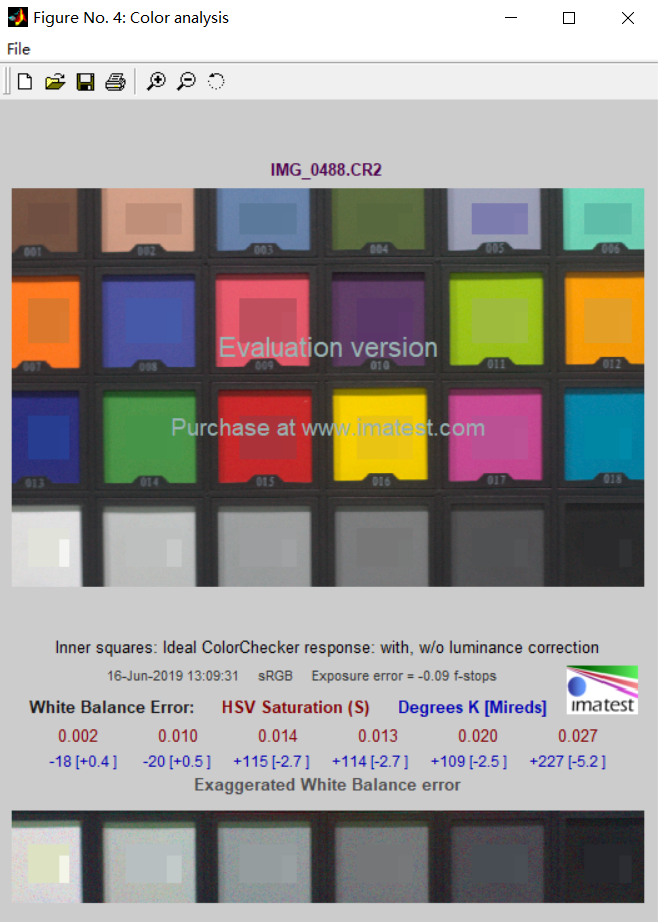 Figure No. 4: Color analysis
File
IMG_0488.CR2
001 002 003 004 005 006
007 008 009 010 011 012
Evaluation version
Purchase at www.imatest.com
013 014 015 016 017 018
Inner squares: Ideal ColorChecker response: with, w/o luminance correction
16-Jun-2019 13:09:31 sRGB Exposure error = -0.09 f-stops
imatest
White Balance Error: HSV Saturation (S) Degrees K [Mireds]
0.002 0.010 0.014 0.013 0.020 0.027
-18 [+0.4 ] -20 [+0.5 ] +115 [-2.7 ] +114 [-2.7 ] +109 [-2.5 ] +227 [-5.2 ]
Exaggerated White Balance error